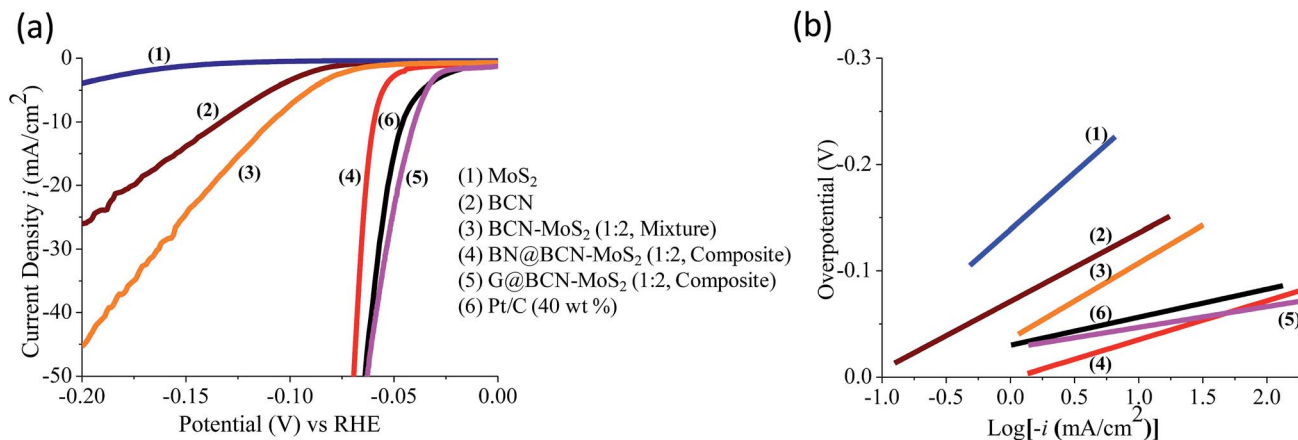 (a)
0
-10
-20
-30
-40
-50
-0.20
-0.15
-0.10
-0.05
0.00
Current Density i (mA/cm²)
Potential (V) vs RHE
(1)
(2)
(3)
(4)
(5)
(6)
(1) MoS₂
(2) BCN
(3) BCN-MoS₂ (1:2, Mixture)
(4) BN@BCN-MoS₂ (1:2, Composite)
(5) G@BCN-MoS₂ (1:2, Composite)
(6) Pt/C (40 wt %)
(b)
-0.3
-0.2
-0.1
0.0
-1.0
-0.5
0.0
0.5
1.0
1.5
2.0
Overpotential (V)
Log[-i (mA/cm²)]
(1)
(2)
(3)
(6)
(5)
(4)